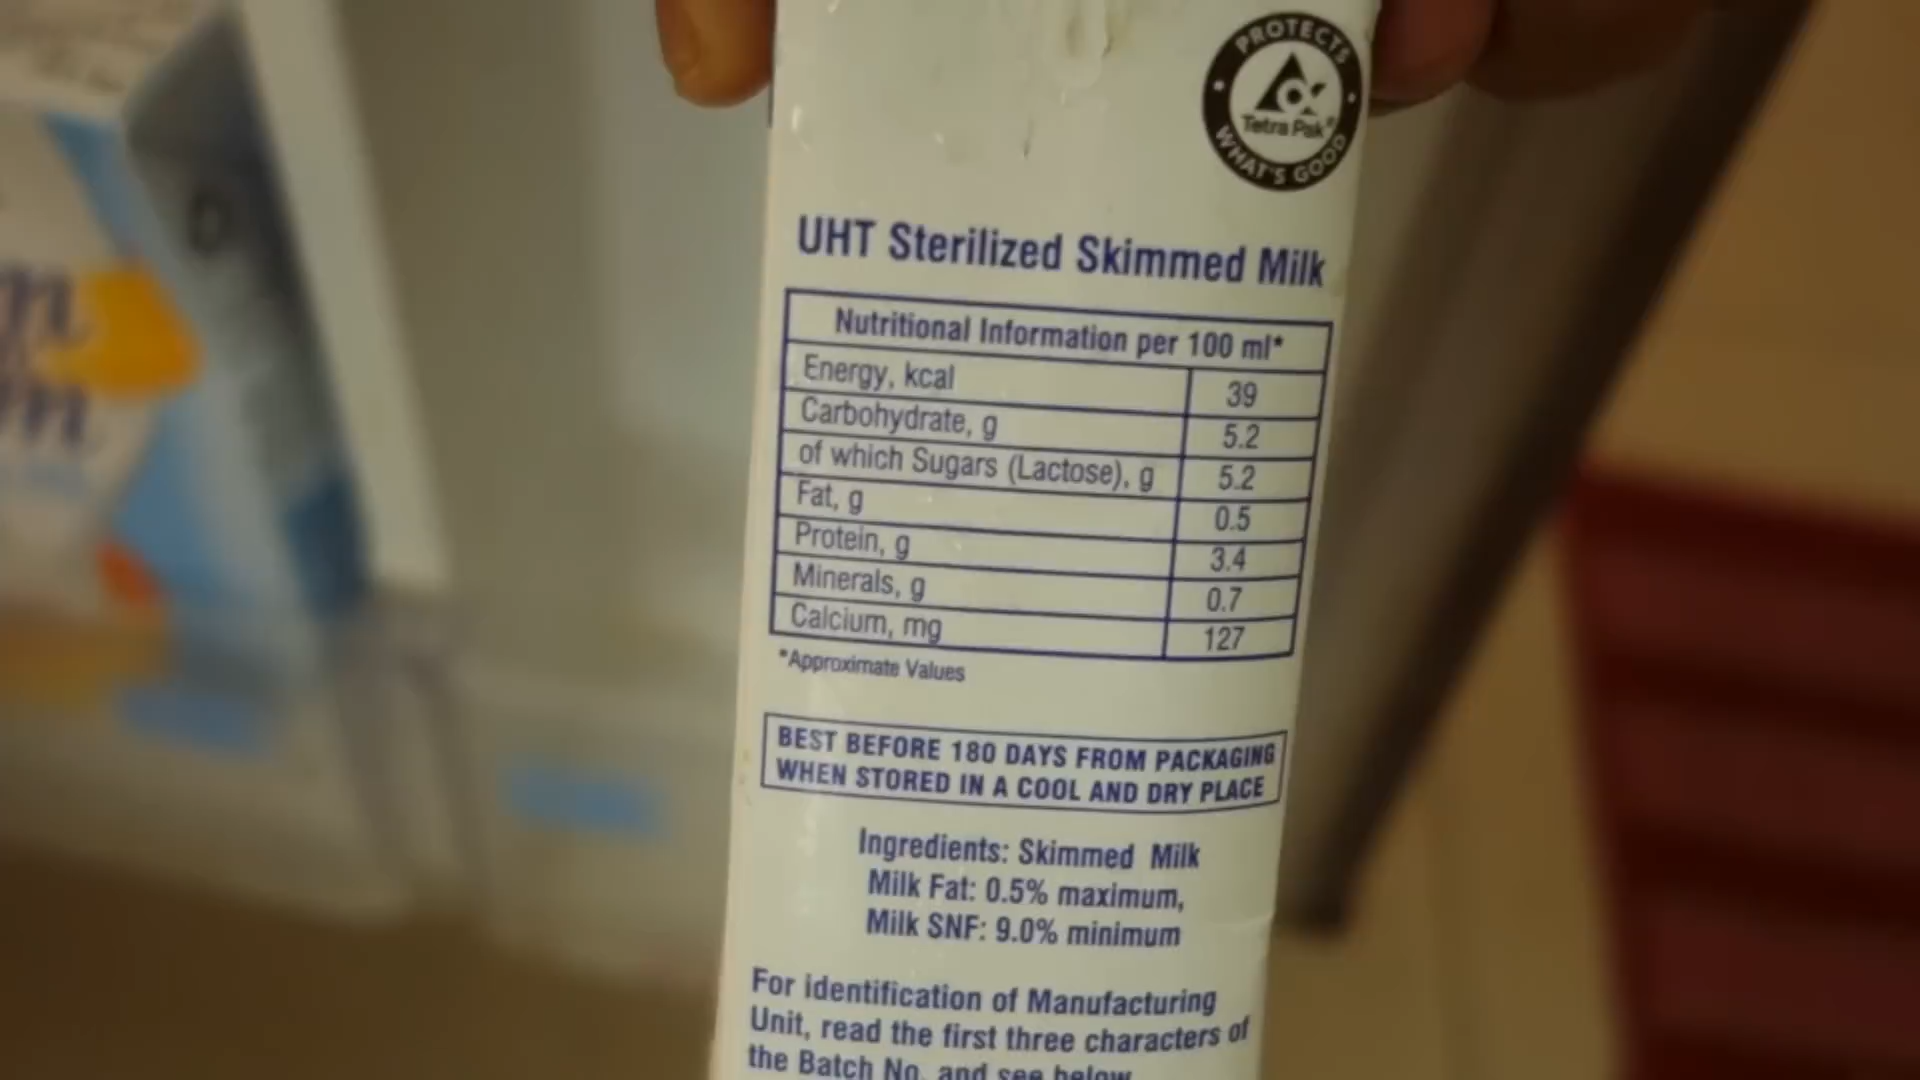 PROTECTS
Tetra Pak®
WHAT'S GOOD
UHT Sterilized Skimmed Milk
Nutritional Information per 100 ml*
Energy, kcal 39
Carbohydrate, g 5.2
of which Sugars (Lactose), g 5.2
Fat, g 0.5
Protein, g 3.4
Minerals, g 0.7
Calcium, mg 127
*Approximate Values
BEST BEFORE 180 DAYS FROM PACKAGING
WHEN STORED IN A COOL AND DRY PLACE
Ingredients: Skimmed Milk
Milk Fat: 0.5% maximum,
Milk SNF: 9.0% minimum
For identification of Manufacturing
Unit, read the first three characters of
the Batch No. and see below